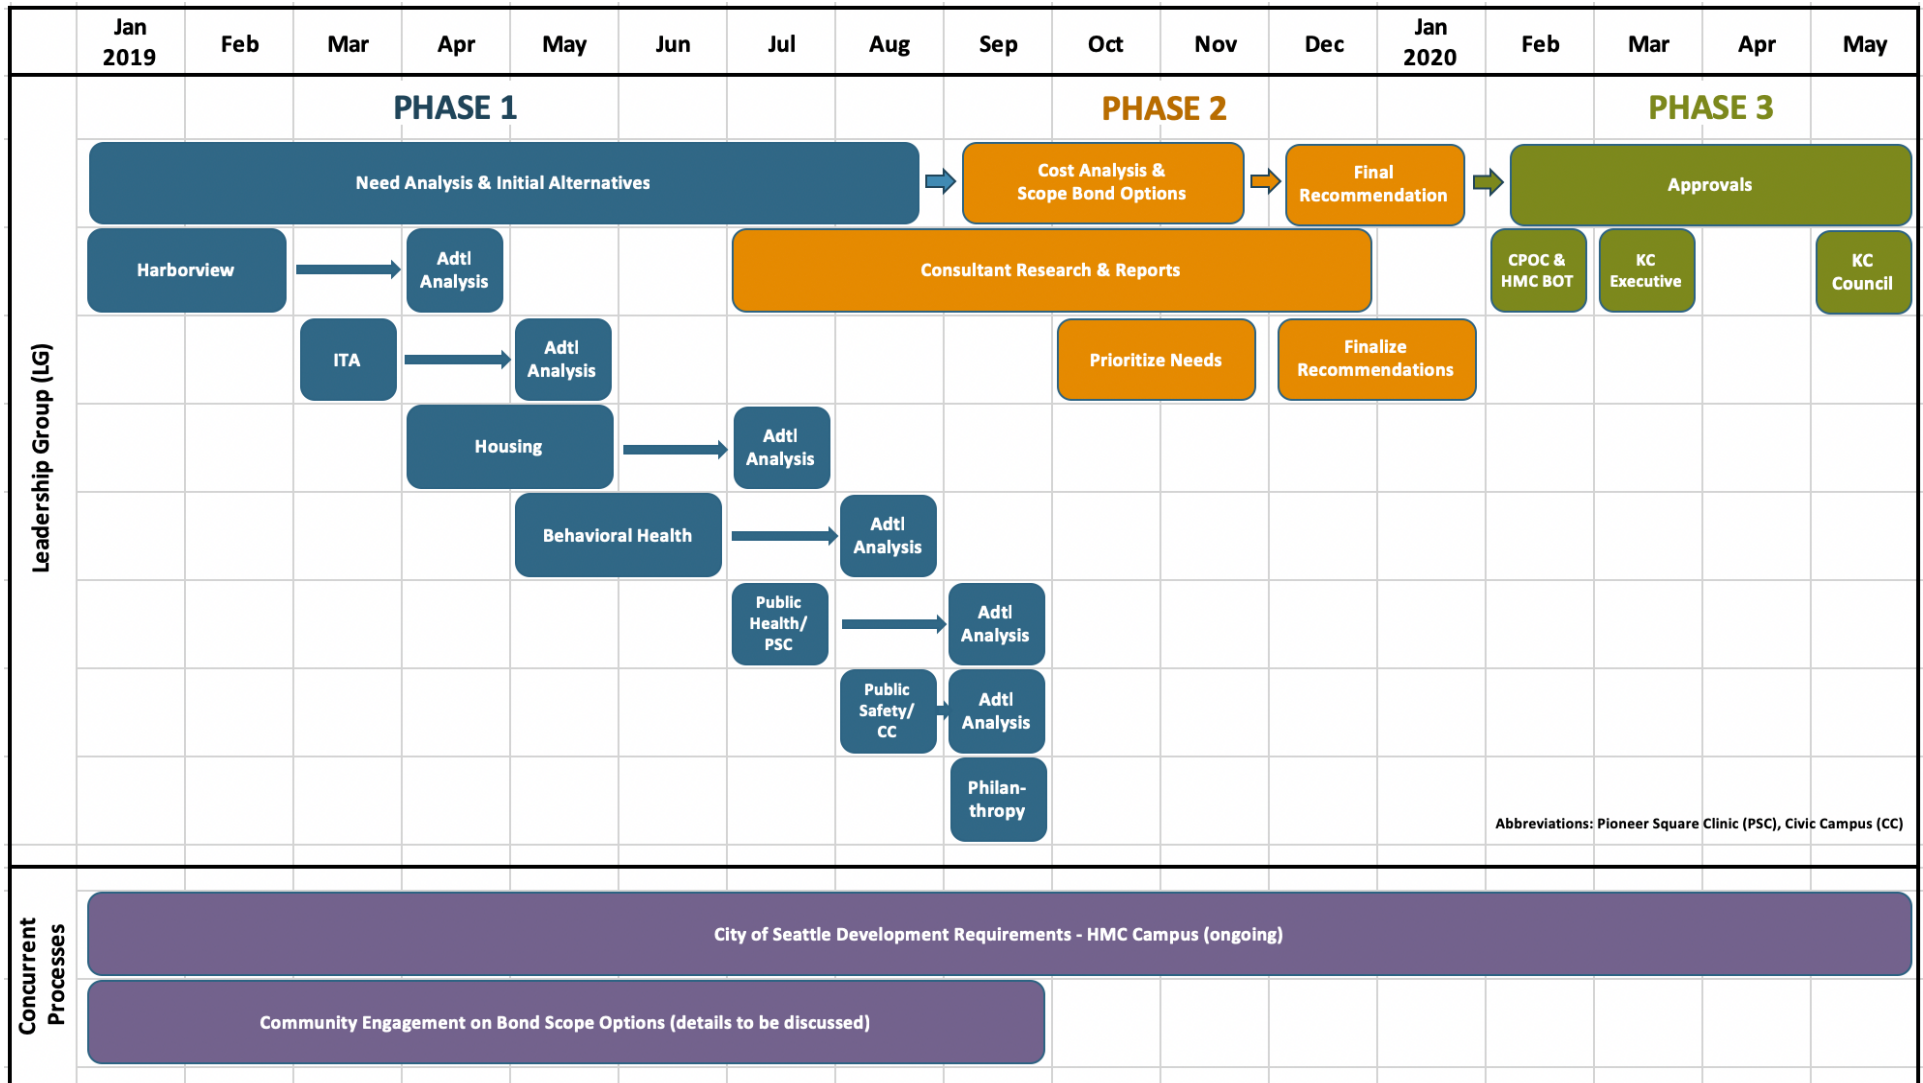 Jan
2019
Feb
Mar
Apr
May
Jun
Jul
Aug
Sep
Oct
Nov
Dec
Jan
2020
Feb
Mar
Apr
May
PHASE 1
PHASE 2
PHASE 3
Leadership Group (LG)
Need Analysis & Initial Alternatives
Cost Analysis &
Scope Bond Options
Final
Recommendation
Approvals
Harborview
Adtl
Analysis
Consultant Research & Reports
CPOC &
HMC BOT
KC
Executive
KC
Council
ITA
Adtl
Analysis
Prioritize Needs
Finalize
Recommendations
Housing
Adtl
Analysis
Behavioral Health
Adtl
Analysis
Public
Health/
PSC
Adtl
Analysis
Public
Safety/
CC
Adtl
Analysis
Philan-
thropy
Abbreviations: Pioneer Square Clinic (PSC), Civic Campus (CC)
Concurrent
Processes
City of Seattle Development Requirements - HMC Campus (ongoing)
Community Engagement on Bond Scope Options (details to be discussed)